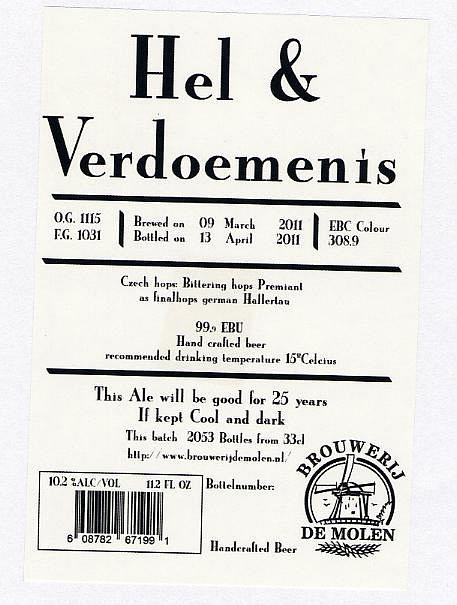 Hel &
Verdoemenis
O.G. 1115
F.G. 1031
Brewed on 09 March 2011
Bottled on 13 April 2011
EBC Colour
308.9
Czech hops: Bittering hops Premiant
as finalhops german Hallertau
99,9 EBU
Hand crafted beer
recommended drinking temperature 15°Celcius
This Ale will be good for 25 years
If kept Cool and dark
This batch 2053 Bottles from 33cl
http://www.brouwerijdemolen.nl/
10.2 %ALC/VOL 11.2 FL OZ
6 08782 67199 1
Bottelnumber:
Handcrafted Beer
BROUWERIJ
DE MOLEN